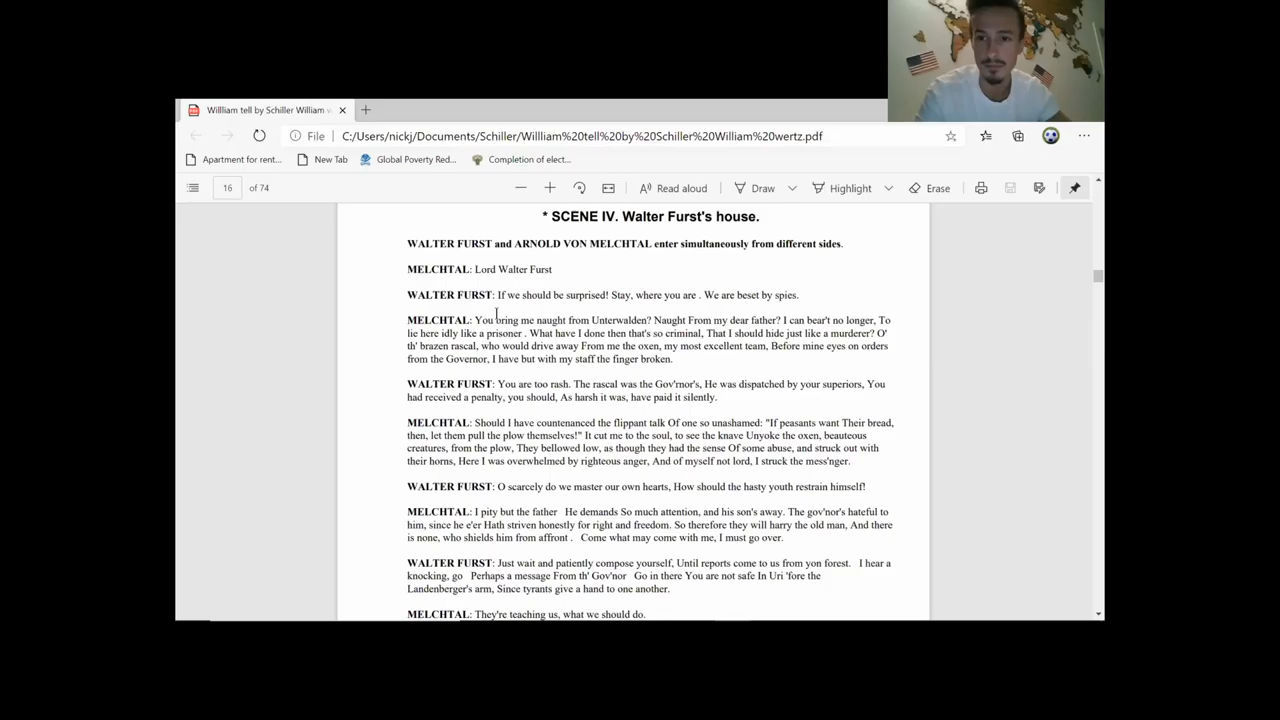 Willliam tell by Schiller William w
File C:/Users/nickj/Documents/Schiller/Willliam%20tell%20by%20Schiller%20William%20wertz.pdf
Apartment for rent... New Tab Global Poverty Red... Completion of elect...
16 of 74 Read aloud Draw Highlight Erase
* SCENE IV. Walter Furst's house.
WALTER FURST and ARNOLD VON MELCHTAL enter simultaneously from different sides.
MELCHTAL: Lord Walter Furst
WALTER FURST: If we should be surprised! Stay, where you are . We are beset by spies.
MELCHTAL: You bring me naught from Unterwalden? Naught From my dear father? I can bear't no longer, To
lie here idly like a prisoner . What have I done then that's so criminal, That I should hide just like a murderer? O'
th' brazen rascal, who would drive away From me the oxen, my most excellent team, Before mine eyes on orders
from the Governor, I have but with my staff the finger broken.
WALTER FURST: You are too rash. The rascal was the Gov'rnor's, He was dispatched by your superiors, You
had received a penalty, you should, As harsh it was, have paid it silently.
MELCHTAL: Should I have countenanced the flippant talk Of one so unashamed: "If peasants want Their bread,
then, let them pull the plow themselves!" It cut me to the soul, to see the knave Unyoke the oxen, beauteous
creatures, from the plow, They bellowed low, as though they had the sense Of some abuse, and struck out with
their horns, Here I was overwhelmed by righteous anger, And of myself not lord, I struck the mess'nger.
WALTER FURST: O scarcely do we master our own hearts, How should the hasty youth restrain himself!
MELCHTAL: I pity but the father He demands So much attention, and his son's away. The gov'nor's hateful to
him, since he e'er Hath striven honestly for right and freedom. So therefore they will harry the old man, And there
is none, who shields him from affront . Come what may come with me, I must go over.
WALTER FURST: Just wait and patiently compose yourself, Until reports come to us from yon forest. I hear a
knocking, go Perhaps a message From th' Gov'nor Go in there You are not safe In Uri 'fore the
Landenberger's arm, Since tyrants give a hand to one another.
MELCHTAL: They're teaching us, what we should do.